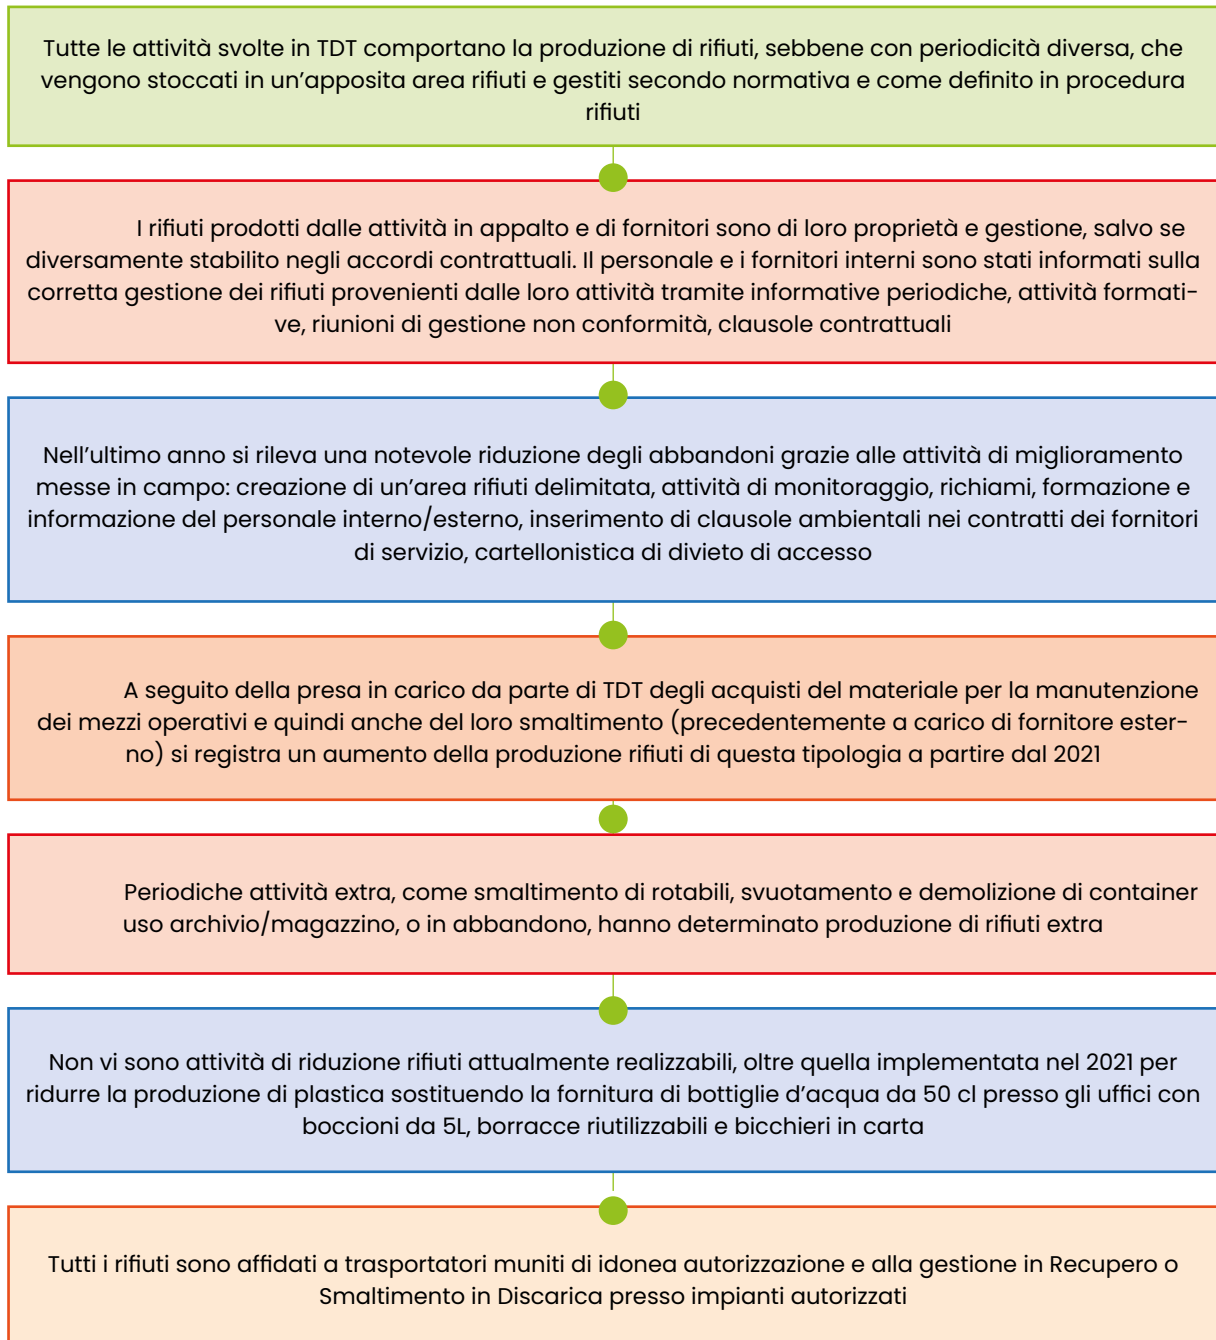 Tutte le attività svolte in TDT comportano la produzione di rifiuti, sebbene con periodicità diversa, che
vengono stoccati in un'apposita area rifiuti e gestiti secondo normativa e come definito in procedura
rifiuti
I rifiuti prodotti dalle attività in appalto e di fornitori sono di loro proprietà e gestione, salvo se
diversamente stabilito negli accordi contrattuali. Il personale e i fornitori interni sono stati informati sulla
corretta gestione dei rifiuti provenienti dalle loro attività tramite informative periodiche, attività formati-
ve, riunioni di gestione non conformità, clausole contrattuali
Nell'ultimo anno si rileva una notevole riduzione degli abbandoni grazie alle attività di miglioramento
messe in campo: creazione di un'area rifiuti delimitata, attività di monitoraggio, richiami, formazione e
informazione del personale interno/esterno, inserimento di clausole ambientali nei contratti dei fornitori
di servizio, cartellonistica di divieto di accesso
A seguito della presa in carico da parte di TDT degli acquisti del materiale per la manutenzione
dei mezzi operativi e quindi anche del loro smaltimento (precedentemente a carico di fornitore ester-
no) si registra un aumento della produzione rifiuti di questa tipologia a partire dal 2021
Periodiche attività extra, come smaltimento di rotabili, svuotamento e demolizione di container
uso archivio/magazzino, o in abbandono, hanno determinato produzione di rifiuti extra
Non vi sono attività di riduzione rifiuti attualmente realizzabili, oltre quella implementata nel 2021 per
ridurre la produzione di plastica sostituendo la fornitura di bottiglie d'acqua da 50 cl presso gli uffici con
boccioni da 5L, borracce riutilizzabili e bicchieri in carta
Tutti i rifiuti sono affidati a trasportatori muniti di idonea autorizzazione e alla gestione in Recupero o
Smaltimento in Discarica presso impianti autorizzati